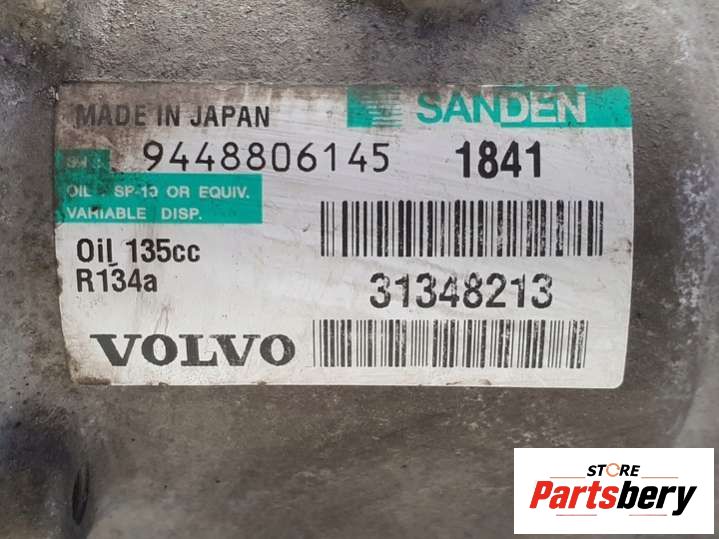 MADE IN JAPAN SANDEN
9448806145 1841
OIL SP-10 OR EQUIV.
VARIABLE DISP.
Oil 135cc
R134a
31348213
VOLVO
STORE
Partsbery